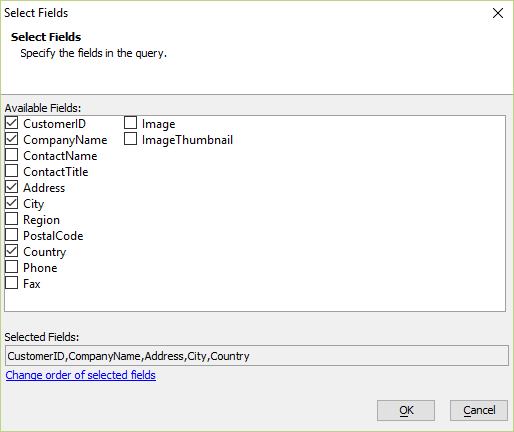 Select Fields
Select Fields
Specify the fields in the query.
Available Fields:
CustomerID
CompanyName
ContactName
ContactTitle
Address
City
Region
PostalCode
Country
Phone
Fax
Image
ImageThumbnail
Selected Fields:
CustomerID,CompanyName,Address,City,Country
Change order of selected fields
OK
Cancel